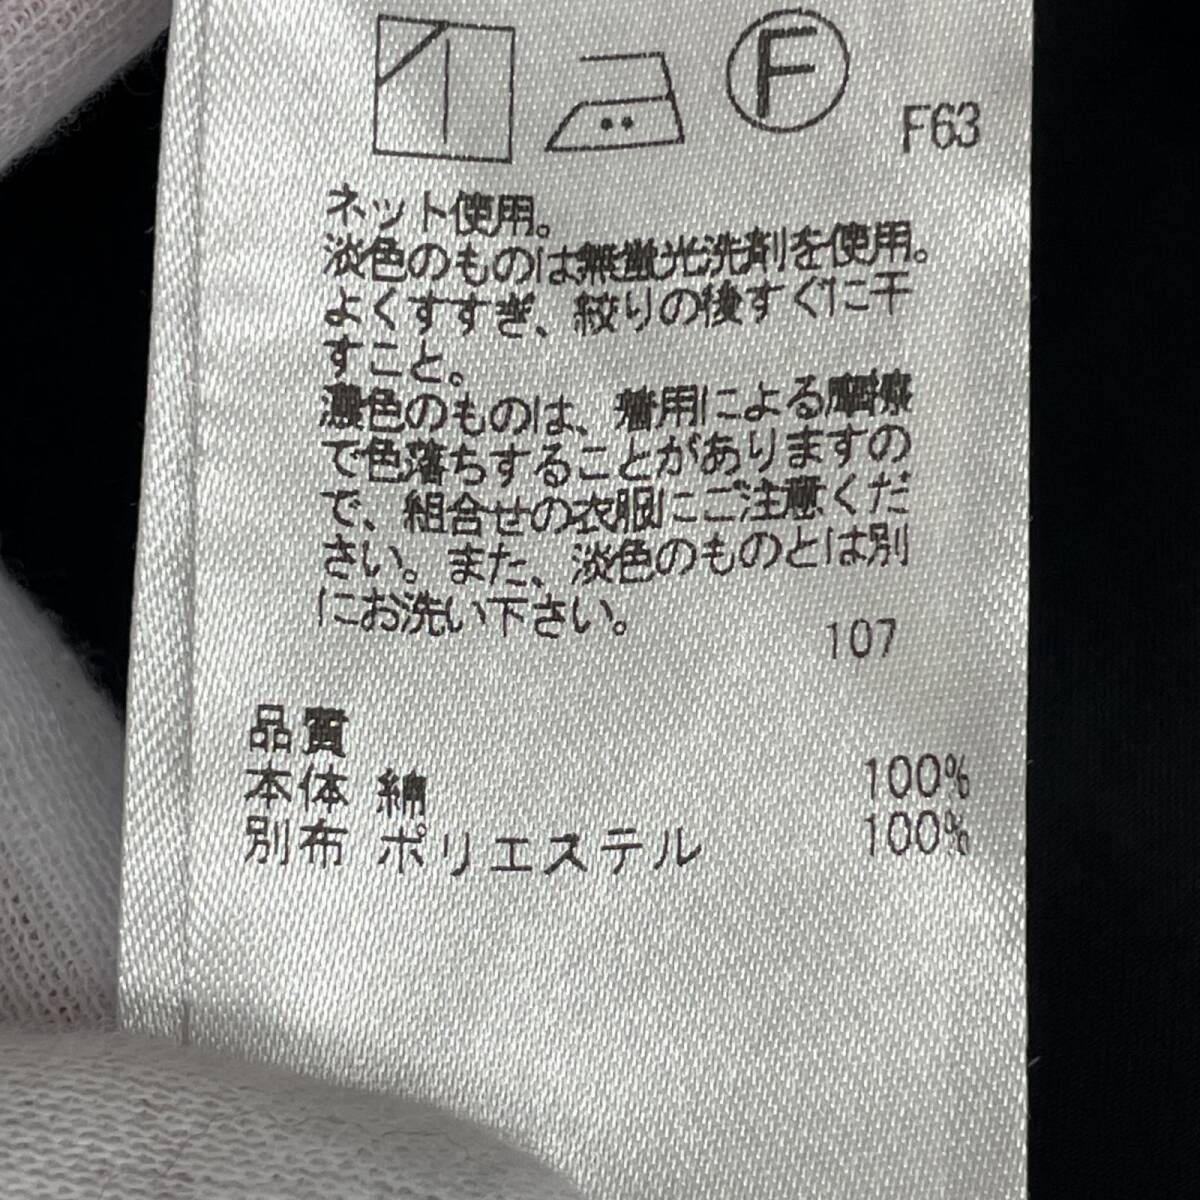 F
F63
ネット使用。
淡色のものは無蛍光洗剤を使用。
よくすすぎ、絞りの後すぐに干
すこと。
濃色のものは、着用による摩擦
で色落ちすることがありますの
で、組合せの衣服にご注意くだ
さい。また、淡色のものとは別
にお洗い下さい。
107
品質
本体 綿 100%
別布 ポリエステル 100%